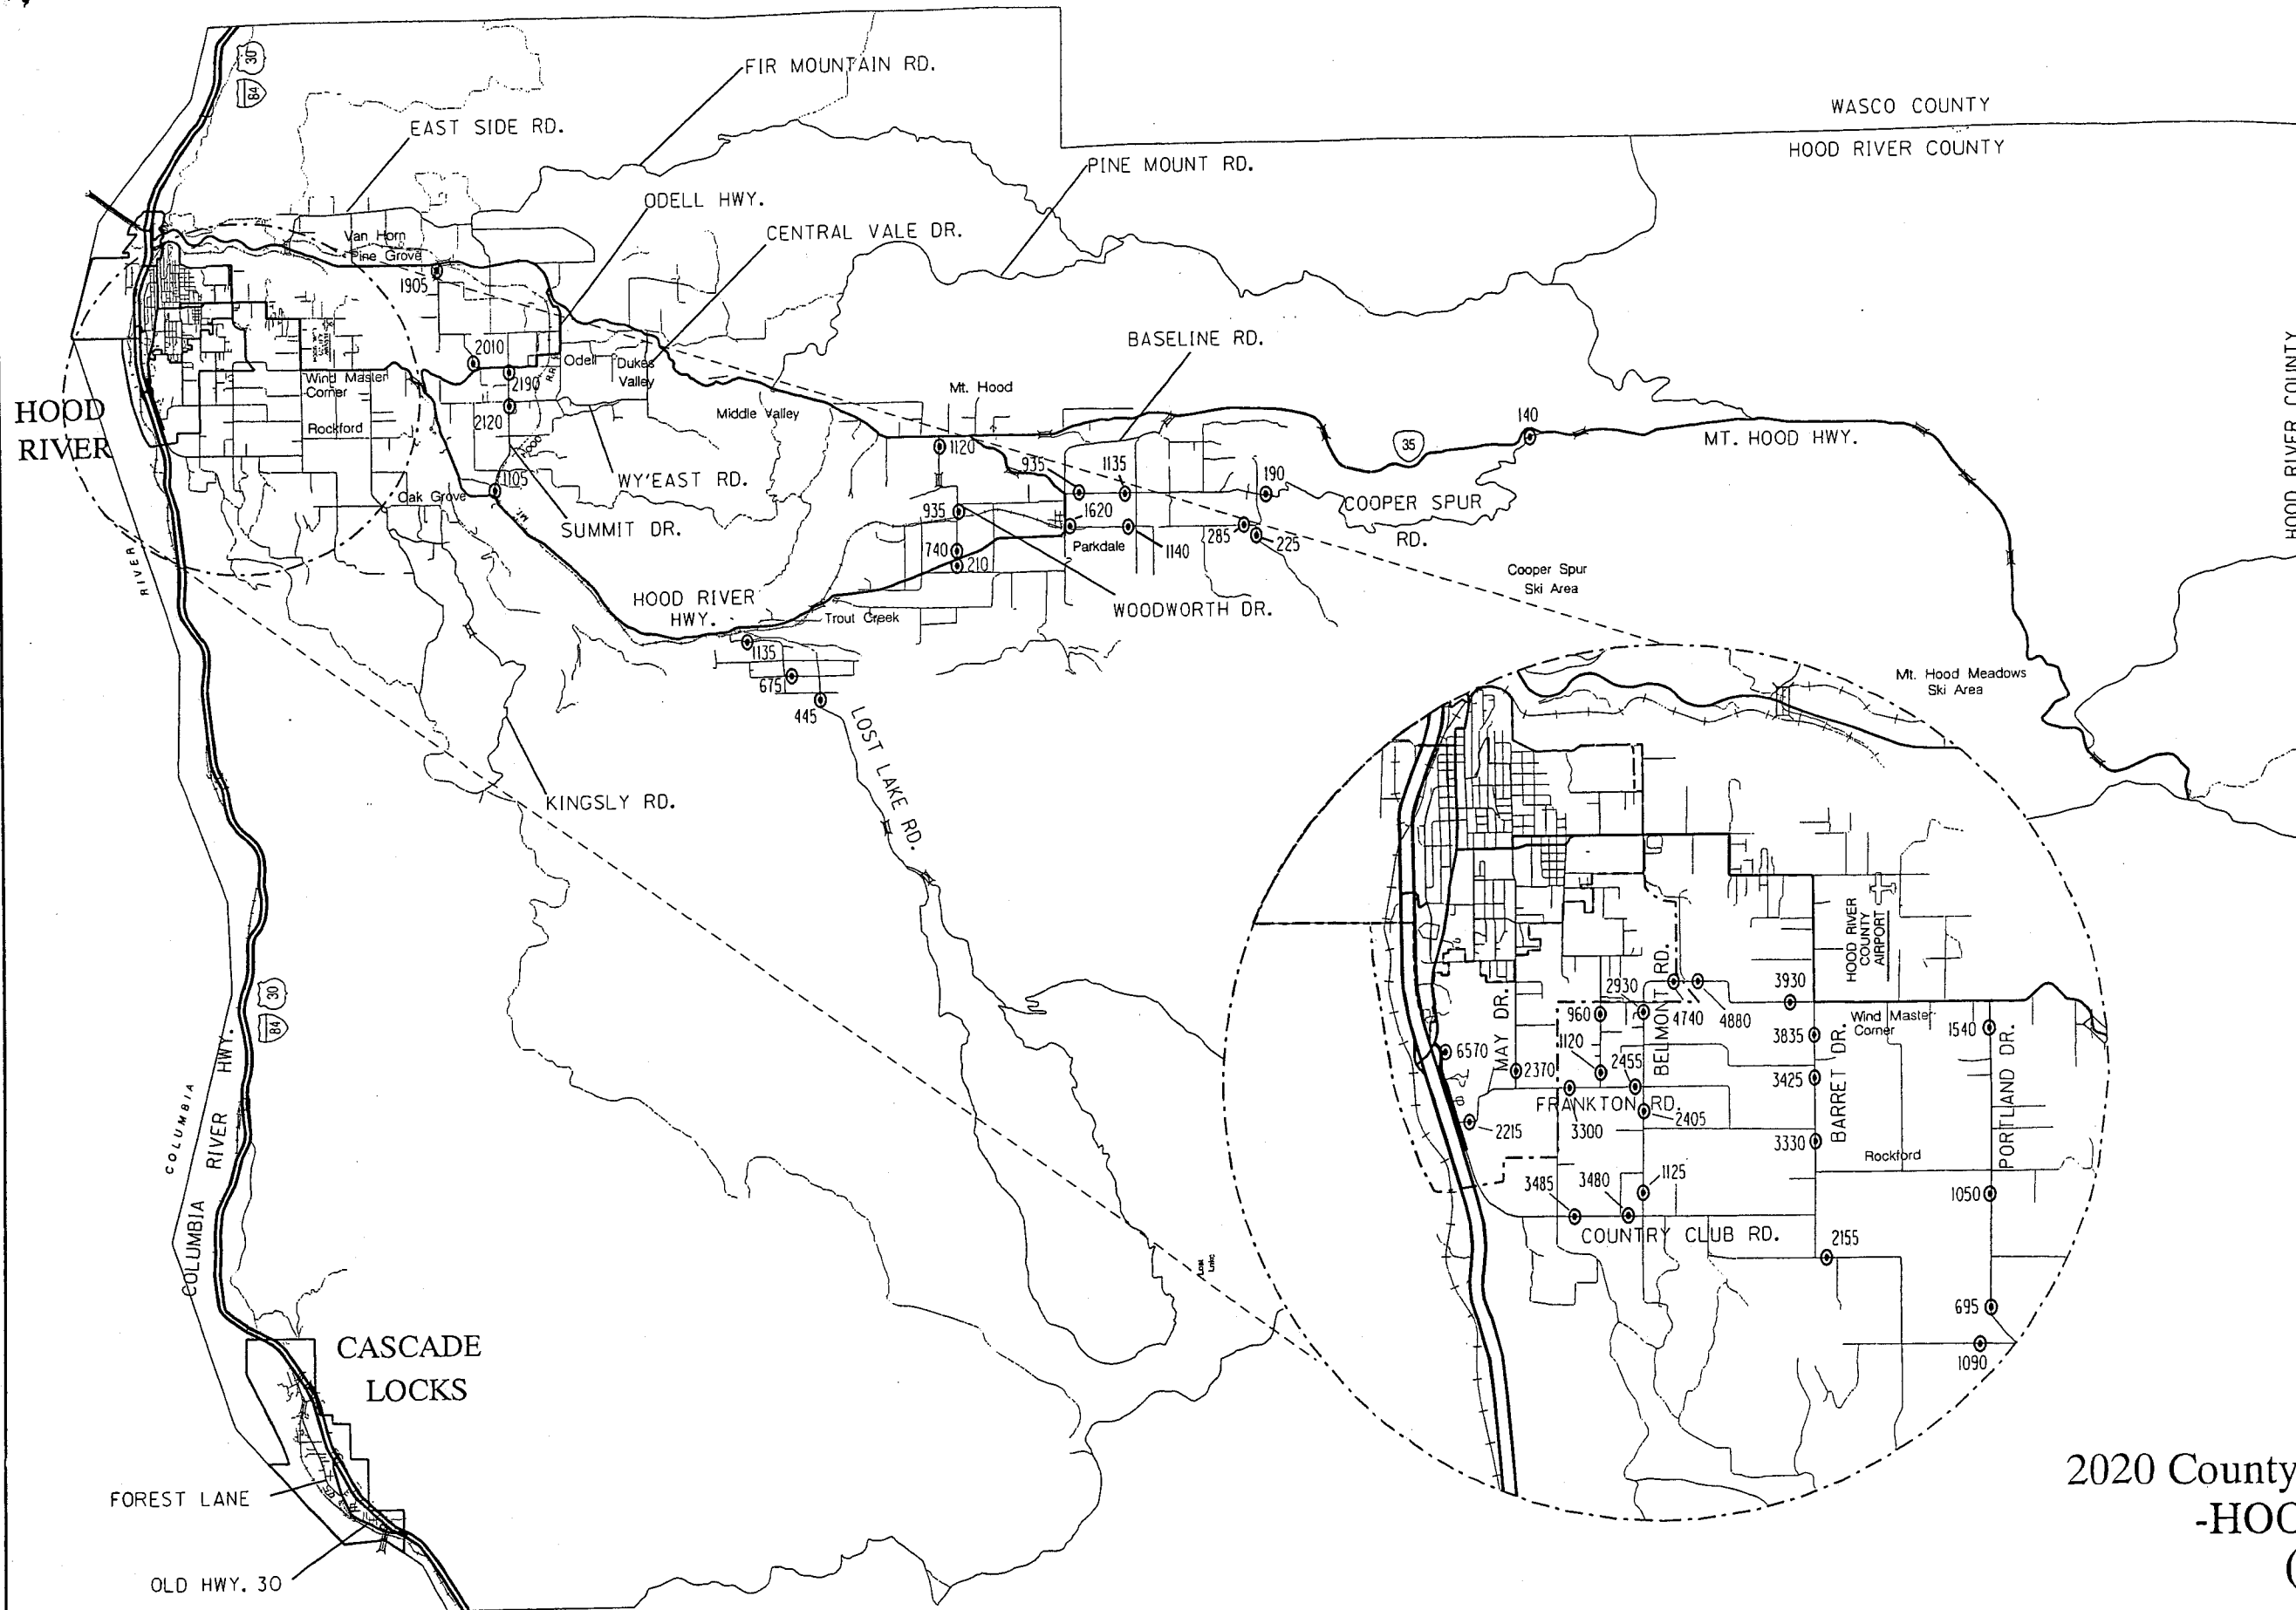 30
84
FIR MOUNTAIN RD.
EAST SIDE RD.
WASCO COUNTY
HOOD RIVER COUNTY
PINE MOUNT RD.
ODELL HWY.
CENTRAL VALE DR.
Van Horn
Pine Grove
1905
BASELINE RD.
HOOD RIVER COUNTY
2010
Odell
Dukes
Valley
R.R.
2190
Wind Master
Corner
Mt. Hood
HOOD
RIVER
Middle Valley
2120
Rockford
140
35
MT. HOOD HWY.
1120
935
1135
190
WY'EAST RD.
1105
Oak Grove
COOPER SPUR
RD.
SUMMIT DR.
935
1620
740
210
Parkdale
1140
285
225
RIVER
Cooper Spur
Ski Area
HOOD RIVER
HWY.
WOODWORTH DR.
Trout Creek
1135
675
445
LOST LAKE RD.
Mt. Hood Meadows
Ski Area
KINGSLY RD.
HOOD RIVER
COUNTY
AIRPORT
30
84
MAY DR.
BELMONT RD.
2930
3930
960
4740
4880
Wind Master
Corner
1540
3835
BARRET DR.
PORTLAND DR.
6570
1120
2455
2370
3425
FRANKTON RD.
2405
2215
3300
3330
Rockford
3485
3480
1125
1050
COUNTRY CLUB RD.
2155
COLUMBIA
COLUMBIA RIVER HWY.
Lost
Lake
695
1090
CASCADE
LOCKS
FOREST LANE
OLD HWY. 30
2020 County
-HOO
(